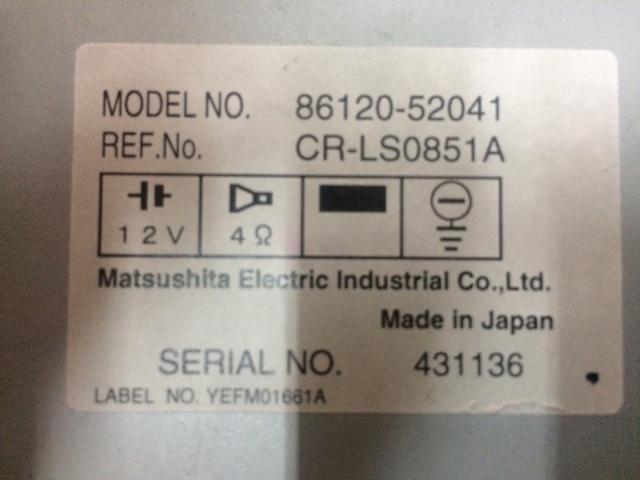 MODEL NO. 86120-52041
REF.No. CR-LS0851A
12V 4Ω
Matsushita Electric Industrial Co.,Ltd.
Made in Japan
SERIAL NO. 431136
LABEL NO. YEFM01661A